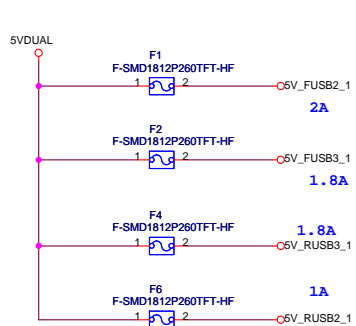 5VDUAL
F1
F-SMD1812P260TFT-HF
1 2
5V_FUSB2_1
2A
F2
F-SMD1812P260TFT-HF
1 2
5V_FUSB3_1
1.8A
F4
F-SMD1812P260TFT-HF
1.8A
1 2
5V_RUSB3_1
F6
1A
F-SMD1812P260TFT-HF
1 2
5V_RUSB2_1